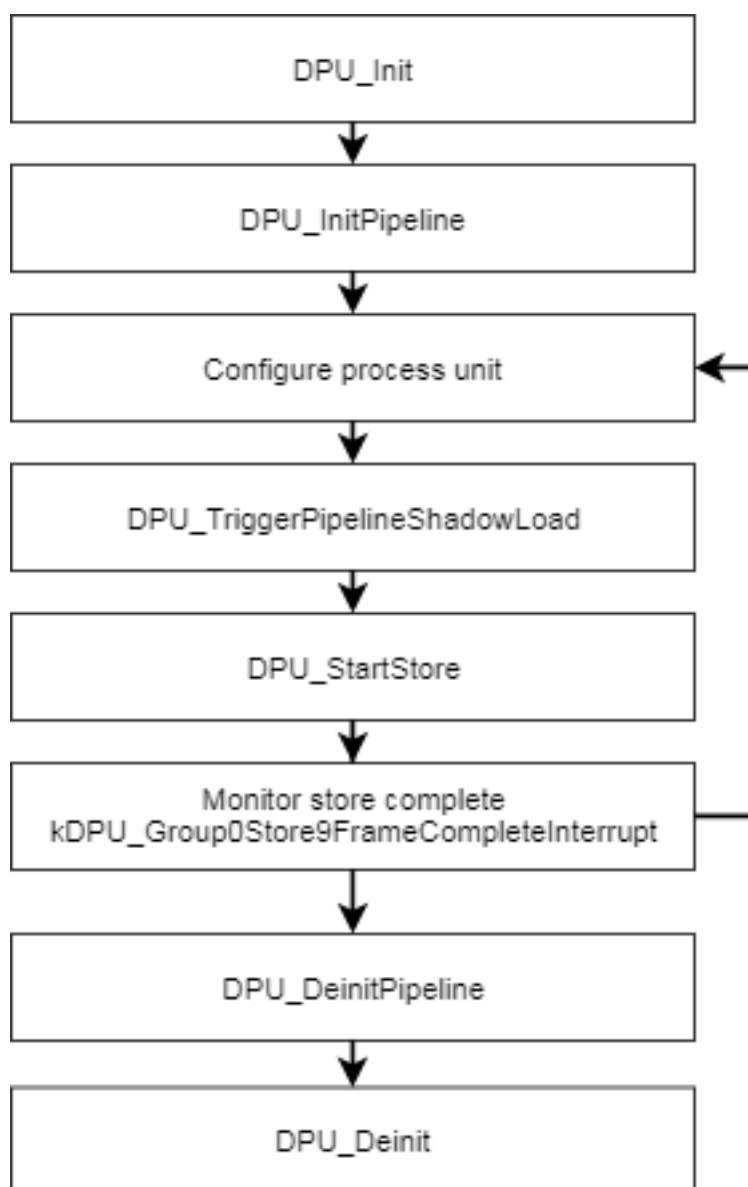 DPU_Init
DPU_InitPipeline
Configure process unit
DPU_TriggerPipelineShadowLoad
DPU_StartStore
Monitor store complete
kDPU_Group0Store9FrameCompleteInterrupt
DPU_DeinitPipeline
DPU_Deinit